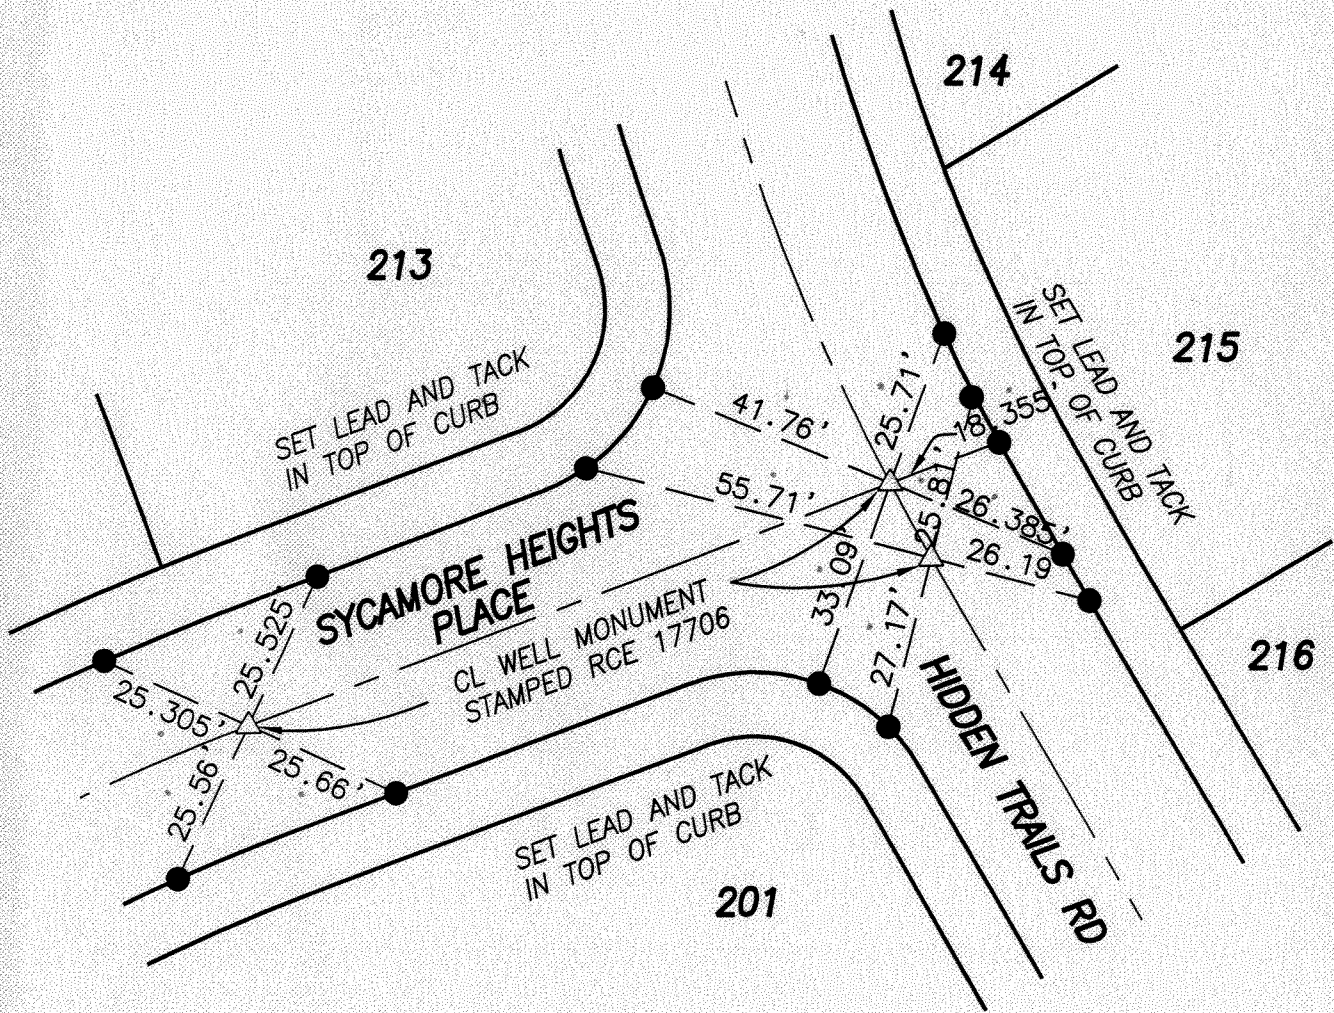 214
213
SET LEAD AND TACK
IN TOP OF CURB
215
SET LEAD AND TACK
IN TOP OF CURB
41.76'
25.71'
18.355
55.71'
25.81'
26.385'
26.19
33.09'
27.17'
SYCAMORE HEIGHTS
PLACE
CL WELL MONUMENT
STAMPED RCE 17706
25.525'
25.305'
25.56'
25.66'
216
HIDDEN TRAILS RD
SET LEAD AND TACK
IN TOP OF CURB
201